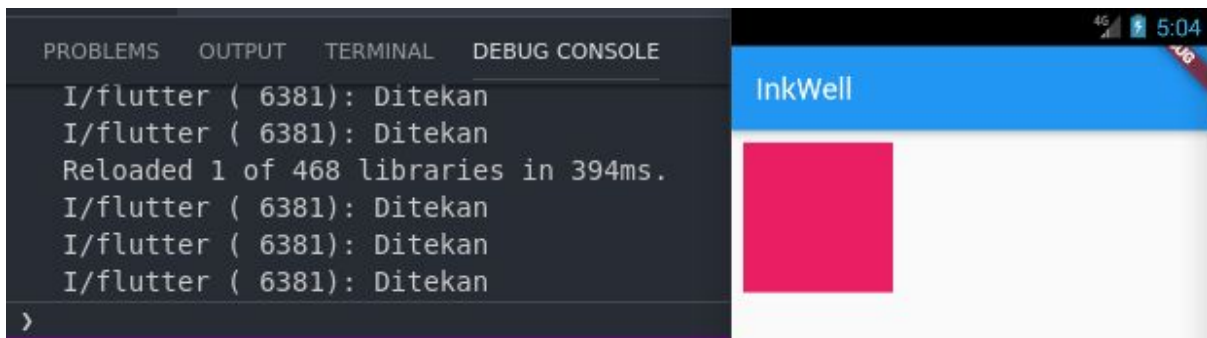 PROBLEMS OUTPUT TERMINAL DEBUG CONSOLE
I/flutter ( 6381): Ditekan
I/flutter ( 6381): Ditekan
Reloaded 1 of 468 libraries in 394ms.
I/flutter ( 6381): Ditekan
I/flutter ( 6381): Ditekan
I/flutter ( 6381): Ditekan
❯
4G 5:04
InkWell